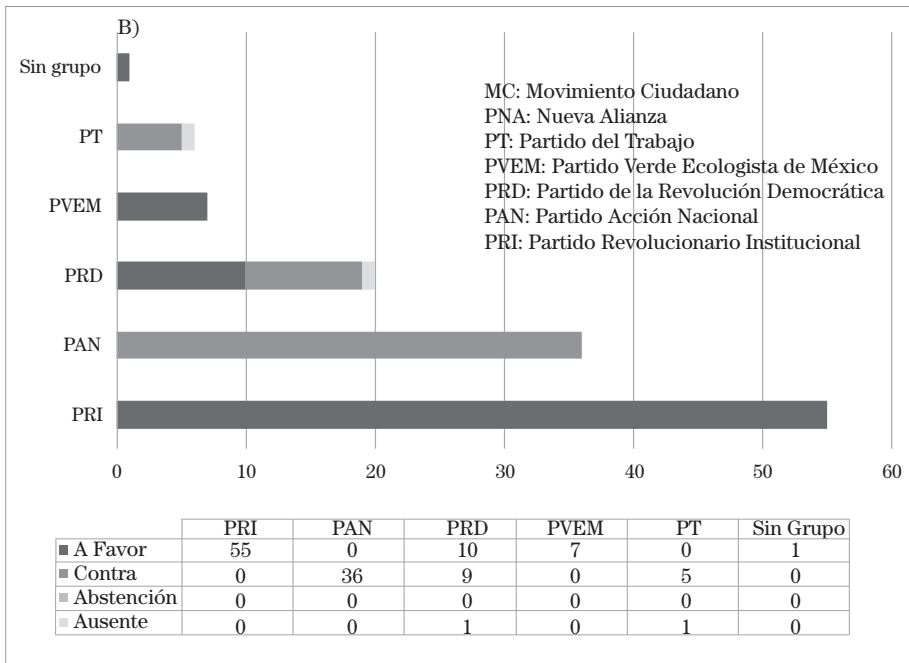 B)
Sin grupo
PT
PVEM
PRD
PAN
PRI
MC: Movimiento Ciudadano
PNA: Nueva Alianza
PT: Partido del Trabajo
PVEM: Partido Verde Ecologista de México
PRD: Partido de la Revolución Democrática
PAN: Partido Acción Nacional
PRI: Partido Revolucionario Institucional
0 10 20 30 40 50 60
PRI PAN PRD PVEM PT Sin Grupo
A Favor 55 0 10 7 0 1
Contra 0 36 9 0 5 0
Abstención 0 0 0 0 0 0
Ausente 0 0 1 0 1 0